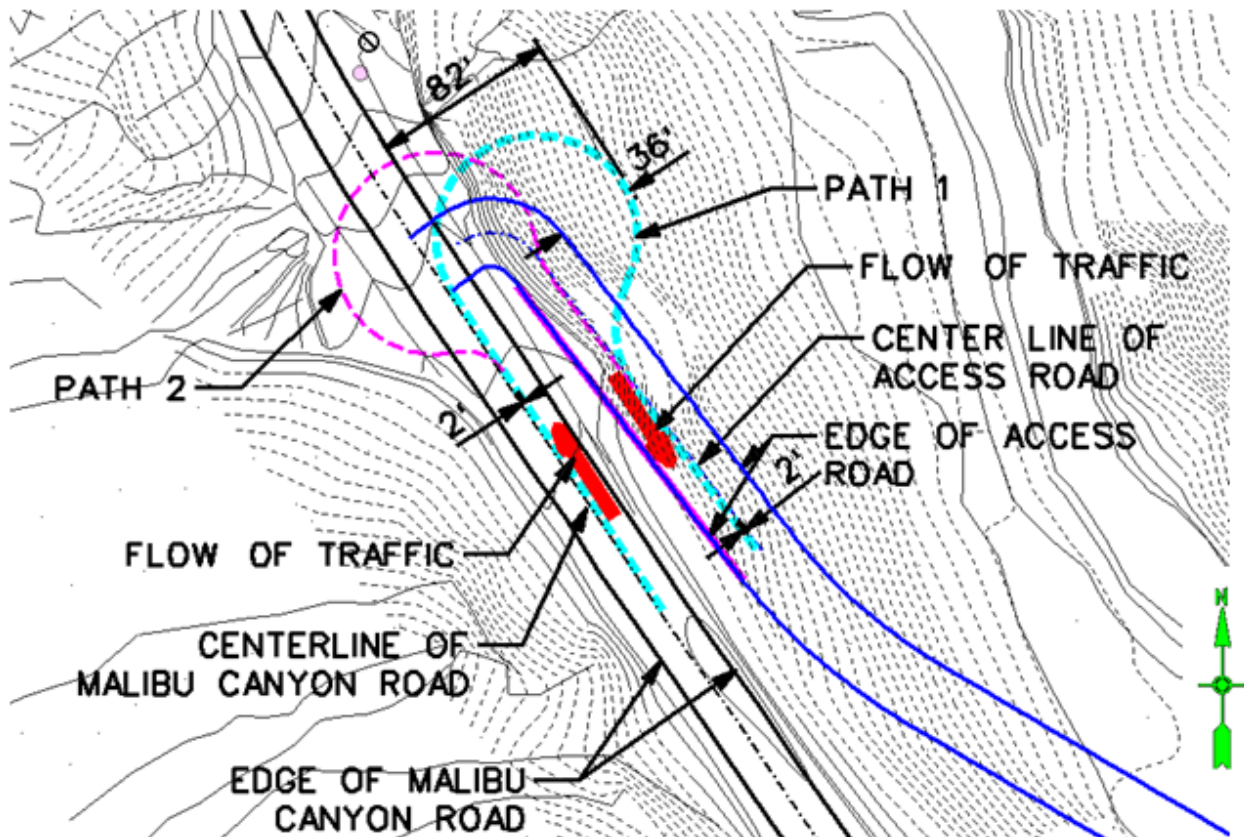 82'
36'
PATH 1
FLOW OF TRAFFIC
CENTER LINE OF
ACCESS ROAD
PATH 2
2'
EDGE OF ACCESS
ROAD
2'
FLOW OF TRAFFIC
CENTERLINE OF
MALIBU CANYON ROAD
N
EDGE OF MALIBU
CANYON ROAD